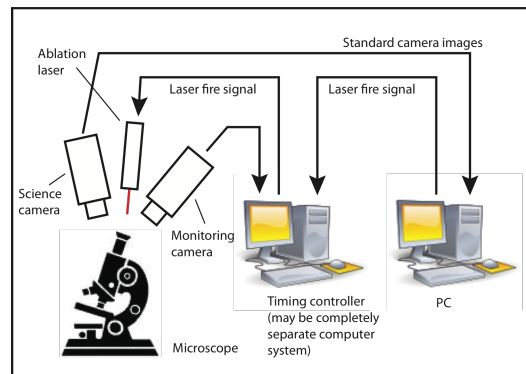 Standard camera images
Ablation
laser
Laser fire signal
Laser fire signal
Science
camera
Monitoring
camera
Timing controller
(may be completely
separate computer
system)
PC
Microscope